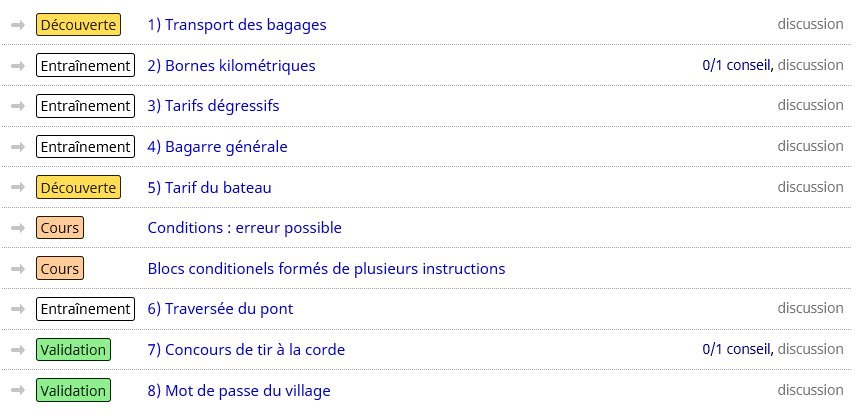 Découverte 1) Transport des bagages discussion
Entraînement 2) Bornes kilométriques 0/1 conseil, discussion
Entraînement 3) Tarifs dégressifs discussion
Entraînement 4) Bagarre générale discussion
Découverte 5) Tarif du bateau discussion
Cours Conditions : erreur possible
Cours Blocs conditionels formés de plusieurs instructions
Entraînement 6) Traversée du pont discussion
Validation 7) Concours de tir à la corde 0/1 conseil, discussion
Validation 8) Mot de passe du village discussion